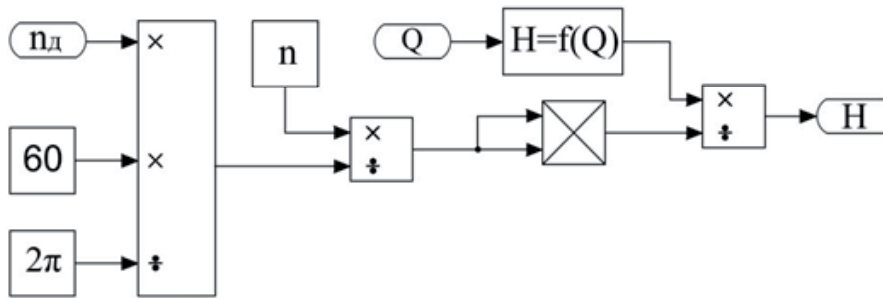 nд
×
n
Q
H=f(Q)
×
÷
H
60
×
×
÷
2π
÷